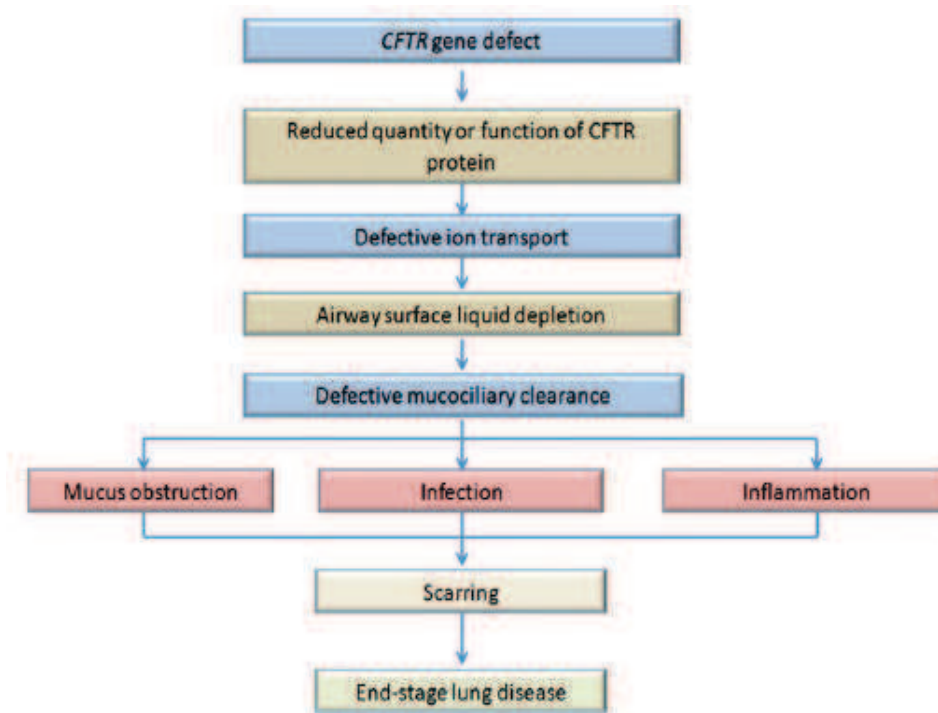 CFTR gene defect
Reduced quantity or function of CFTR
protein
Defective ion transport
Airway surface liquid depletion
Defective mucociliary clearance
Mucus obstruction
Infection
Inflammation
Scarring
End-stage lung disease